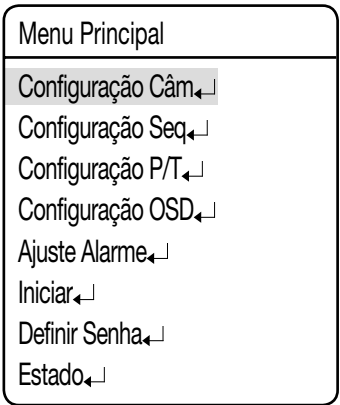 Menu Principal
Configuração Câm↵
Configuração Seq↵
Configuração P/T↵
Configuração OSD↵
Ajuste Alarme↵
Iniciar↵
Definir Senha↵
Estado↵